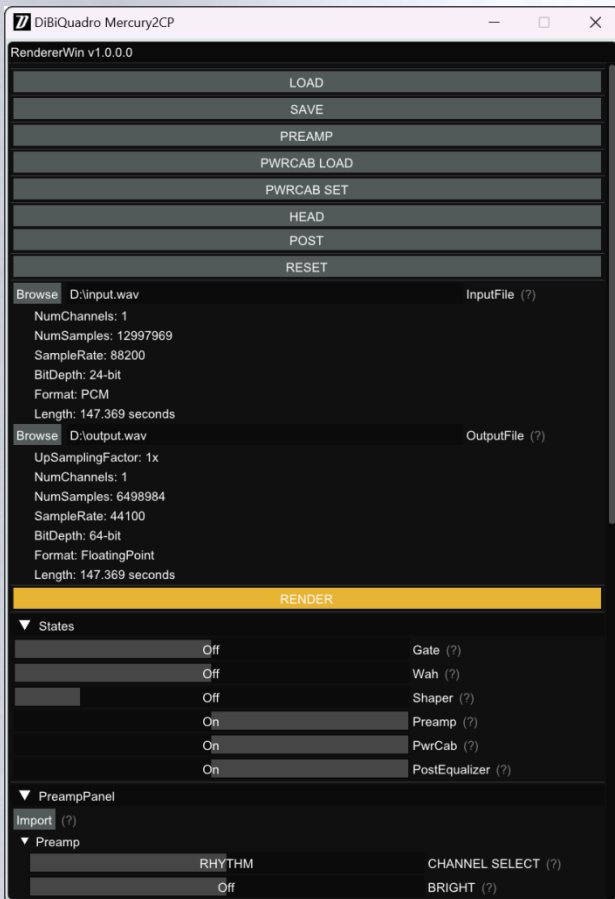 DiBiQuadro Mercury2CP
RendererWin v1.0.0.0
LOAD
SAVE
PREAMP
PWRCAB LOAD
PWRCAB SET
HEAD
POST
RESET
Browse D:\input.wav InputFile (?)
NumChannels: 1
NumSamples: 12997969
SampleRate: 88200
BitDepth: 24-bit
Format: PCM
Length: 147.369 seconds
Browse D:\output.wav OutputFile (?)
UpSamplingFactor: 1x
NumChannels: 1
NumSamples: 6498984
SampleRate: 44100
BitDepth: 64-bit
Format: FloatingPoint
Length: 147.369 seconds
RENDER
States
Off Gate (?)
Off Wah (?)
Off Shaper (?)
On Preamp (?)
On PwrCab (?)
On PostEqualizer (?)
PreampPanel
Import (?)
Preamp
RHYTHM CHANNEL SELECT (?)
Off BRIGHT (?)